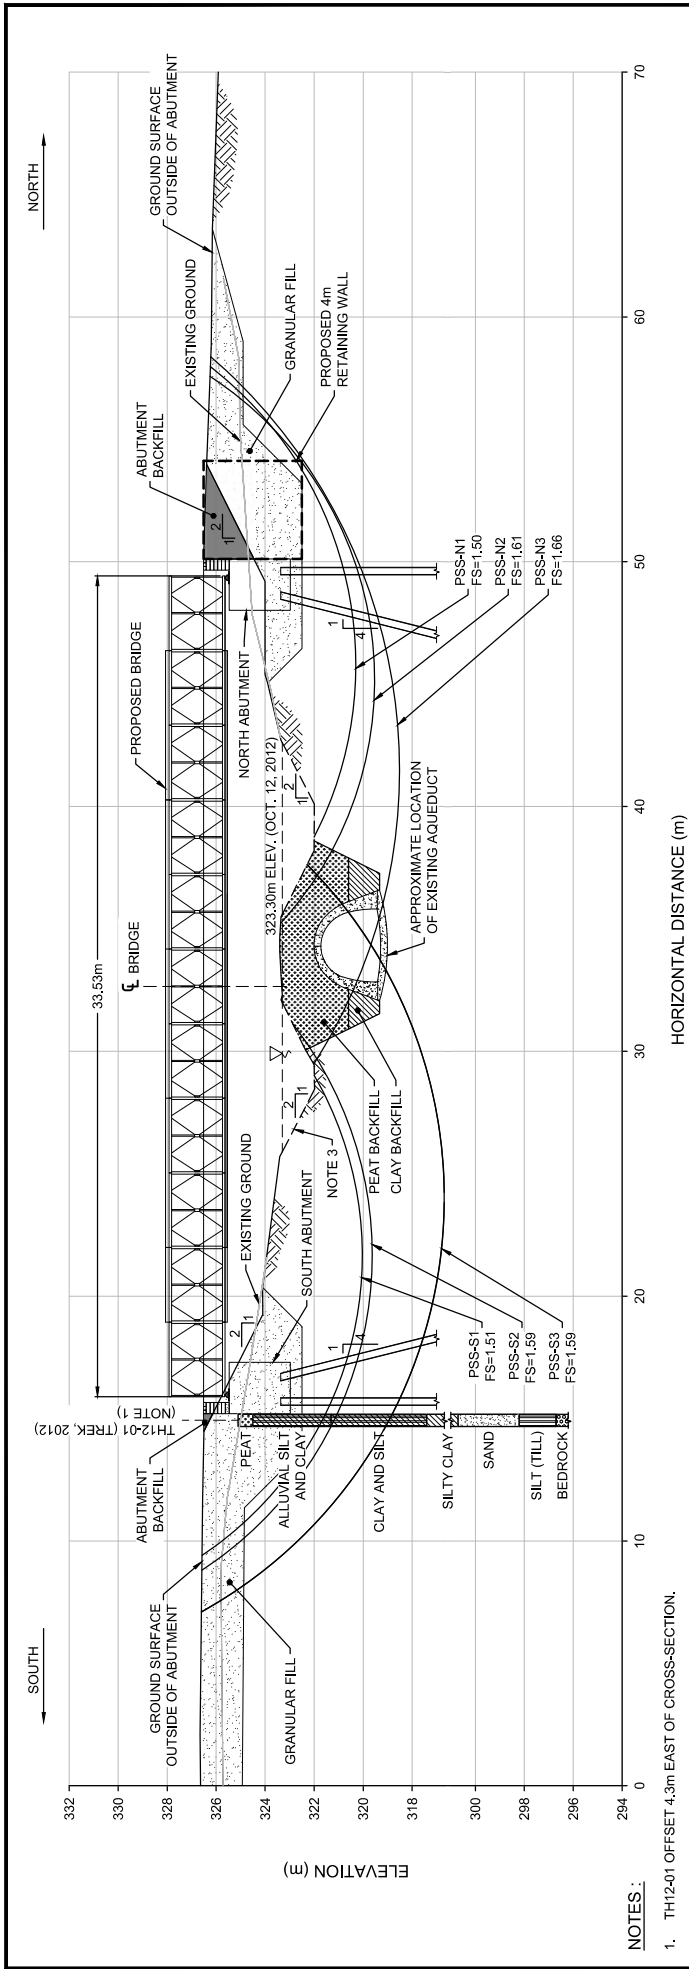 SOUTH
NORTH
33.53m
PROPOSED BRIDGE
℄ BRIDGE
323.30m ELEV. (OCT. 12, 2012)
GROUND SURFACE
OUTSIDE OF ABUTMENT
ABUTMENT
BACKFILL
TH12-01 (TREK, 2012)
(NOTE 1)
EXISTING GROUND
2
1
SOUTH ABUTMENT
NOTE 3
2
1
2
1
NORTH ABUTMENT
ABUTMENT
BACKFILL
2
1
EXISTING GROUND
GROUND SURFACE
OUTSIDE OF ABUTMENT
GRANULAR FILL
PROPOSED 4m
RETAINING WALL
GRANULAR FILL
PEAT
ALLUVIAL SILT
AND CLAY
CLAY AND SILT
SILTY CLAY
SAND
SILT (TILL)
BEDROCK
1
4
PSS-S1
FS=1.51
PSS-S2
FS=1.59
PSS-S3
FS=1.59
PEAT BACKFILL
CLAY BACKFILL
APPROXIMATE LOCATION
OF EXISTING AQUEDUCT
1
4
PSS-N1
FS=1.50
PSS-N2
FS=1.61
PSS-N3
FS=1.66
ELEVATION (m)
332
330
328
326
324
322
320
318
300
298
296
294
0
10
20
30
40
50
60
70
HORIZONTAL DISTANCE (m)
NOTES :
1. TH12-01 OFFSET 4.3m EAST OF CROSS-SECTION.